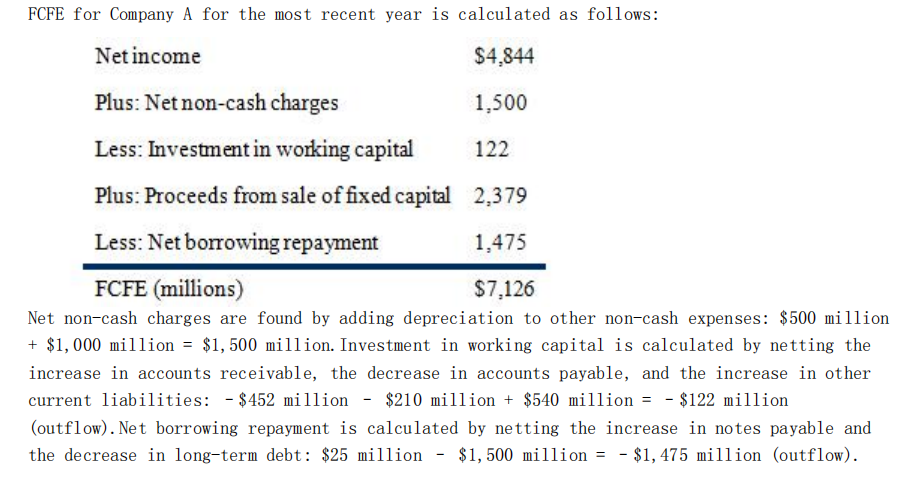 FCFE for Company A for the most recent year is calculated as follows:
Net income $4,844
Plus: Net non-cash charges 1,500
Less: Investment in working capital 122
Plus: Proceeds from sale of fixed capital 2,379
Less: Net borrowing repayment 1,475
FCFE (millions) $7,126
Net non-cash charges are found by adding depreciation to other non-cash expenses: $500 million
+ $1,000 million = $1,500 million. Investment in working capital is calculated by netting the
increase in accounts receivable, the decrease in accounts payable, and the increase in other
current liabilities: -$452 million - $210 million + $540 million = -$122 million
(outflow). Net borrowing repayment is calculated by netting the increase in notes payable and
the decrease in long-term debt: $25 million - $1,500 million = -$1,475 million (outflow).